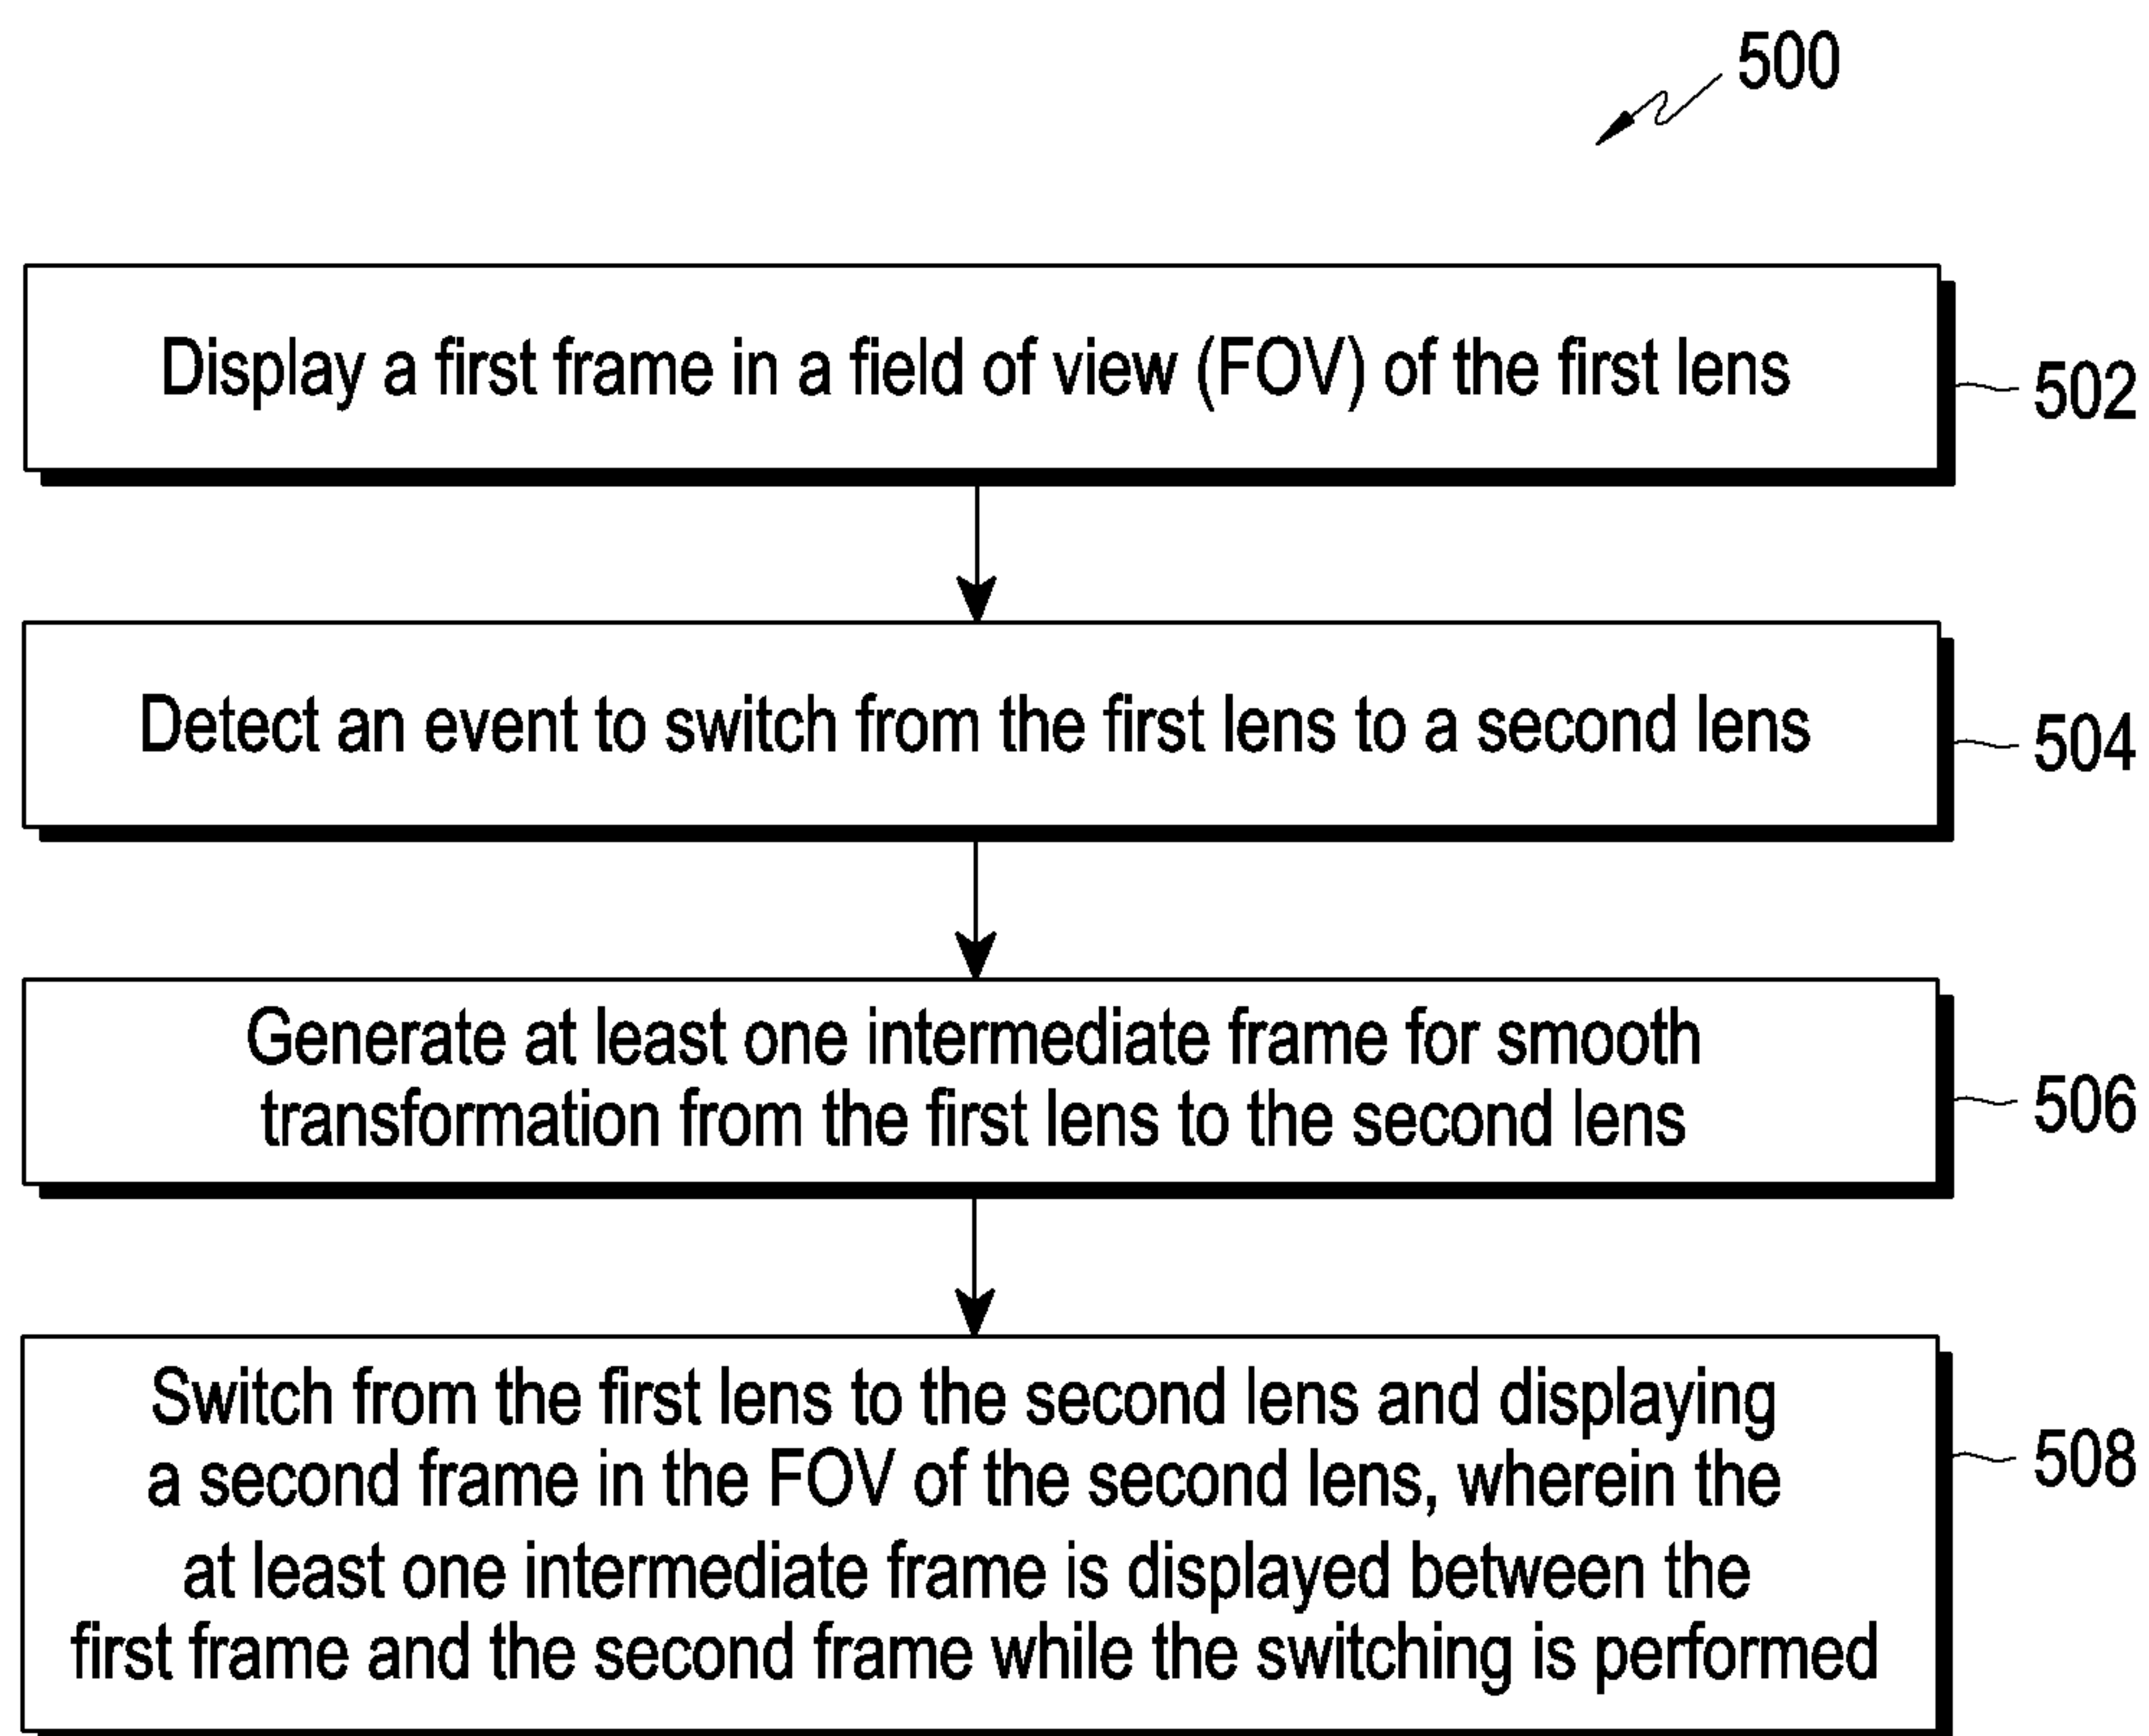 500
Display a first frame in a field of view (FOV) of the first lens
502
Detect an event to switch from the first lens to a second lens
504
Generate at least one intermediate frame for smooth
transformation from the first lens to the second lens
506
Switch from the first lens to the second lens and displaying
a second frame in the FOV of the second lens, wherein the
at least one intermediate frame is displayed between the
first frame and the second frame while the switching is performed
508